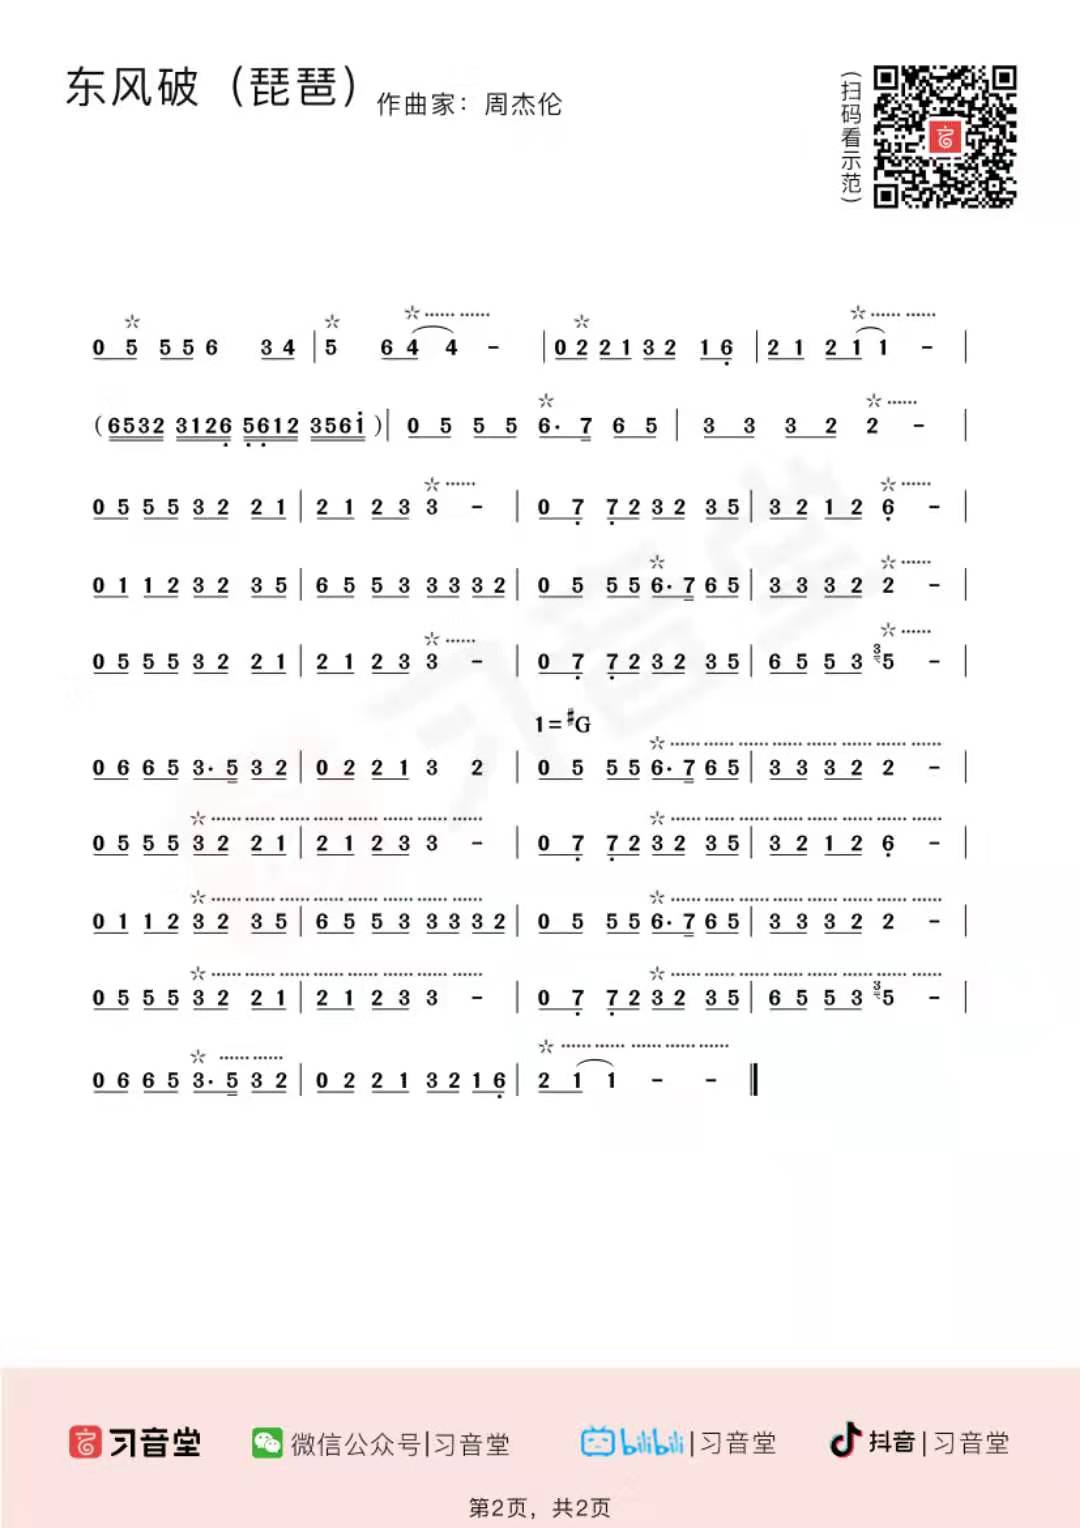 东风破（琵琶） 作曲家：周杰伦
（扫码看示范）
0 5 5 5 6 3 4 | 5 6 4 4 - | 0 2 2 1 3 2 1 6 | 2 1 2 1 1 - |
(6532 3126 5612 3561) | 0 5 5 5 6· 7 6 5 | 3 3 3 2 2 - |
0 5 5 5 3 2 2 1 | 2 1 2 3 3 - | 0 7 7 2 3 2 3 5 | 3 2 1 2 6 - |
0 1 1 2 3 2 3 5 | 6 5 5 3 3 3 3 2 | 0 5 5 5 6· 7 6 5 | 3 3 3 2 2 - |
0 5 5 5 3 2 2 1 | 2 1 2 3 3 - | 0 7 7 2 3 2 3 5 | 6 5 5 3 3 5 - |
1=#G
0 6 6 5 3· 5 3 2 | 0 2 2 1 3 2 | 0 5 5 5 6· 7 6 5 | 3 3 3 2 2 - |
0 5 5 5 3 2 2 1 | 2 1 2 3 3 - | 0 7 7 2 3 2 3 5 | 3 2 1 2 6 - |
0 1 1 2 3 2 3 5 | 6 5 5 3 3 3 3 2 | 0 5 5 5 6· 7 6 5 | 3 3 3 2 2 - |
0 5 5 5 3 2 2 1 | 2 1 2 3 3 - | 0 7 7 2 3 2 3 5 | 6 5 5 3 3 5 - |
0 6 6 5 3· 5 3 2 | 0 2 2 1 3 2 1 6 | 2 1 1 - - ‖
习音堂
习音堂 微信公众号|习音堂 bilibili|习音堂 抖音|习音堂
第2页，共2页